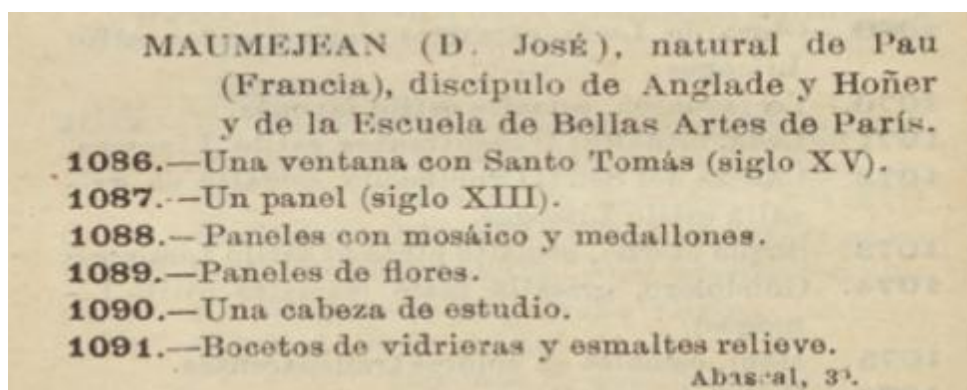 MAUMEJEAN (D. José), natural de Pau
(Francia), discípulo de Anglade y Hoñer
y de la Escuela de Bellas Artes de París.
1086.—Una ventana con Santo Tomás (siglo XV).
1087.—Un panel (siglo XIII).
1088.—Paneles con mosáico y medallones.
1089.—Paneles de flores.
1090.—Una cabeza de estudio.
1091.—Bocetos de vidrieras y esmaltes relieve.
Abascal,